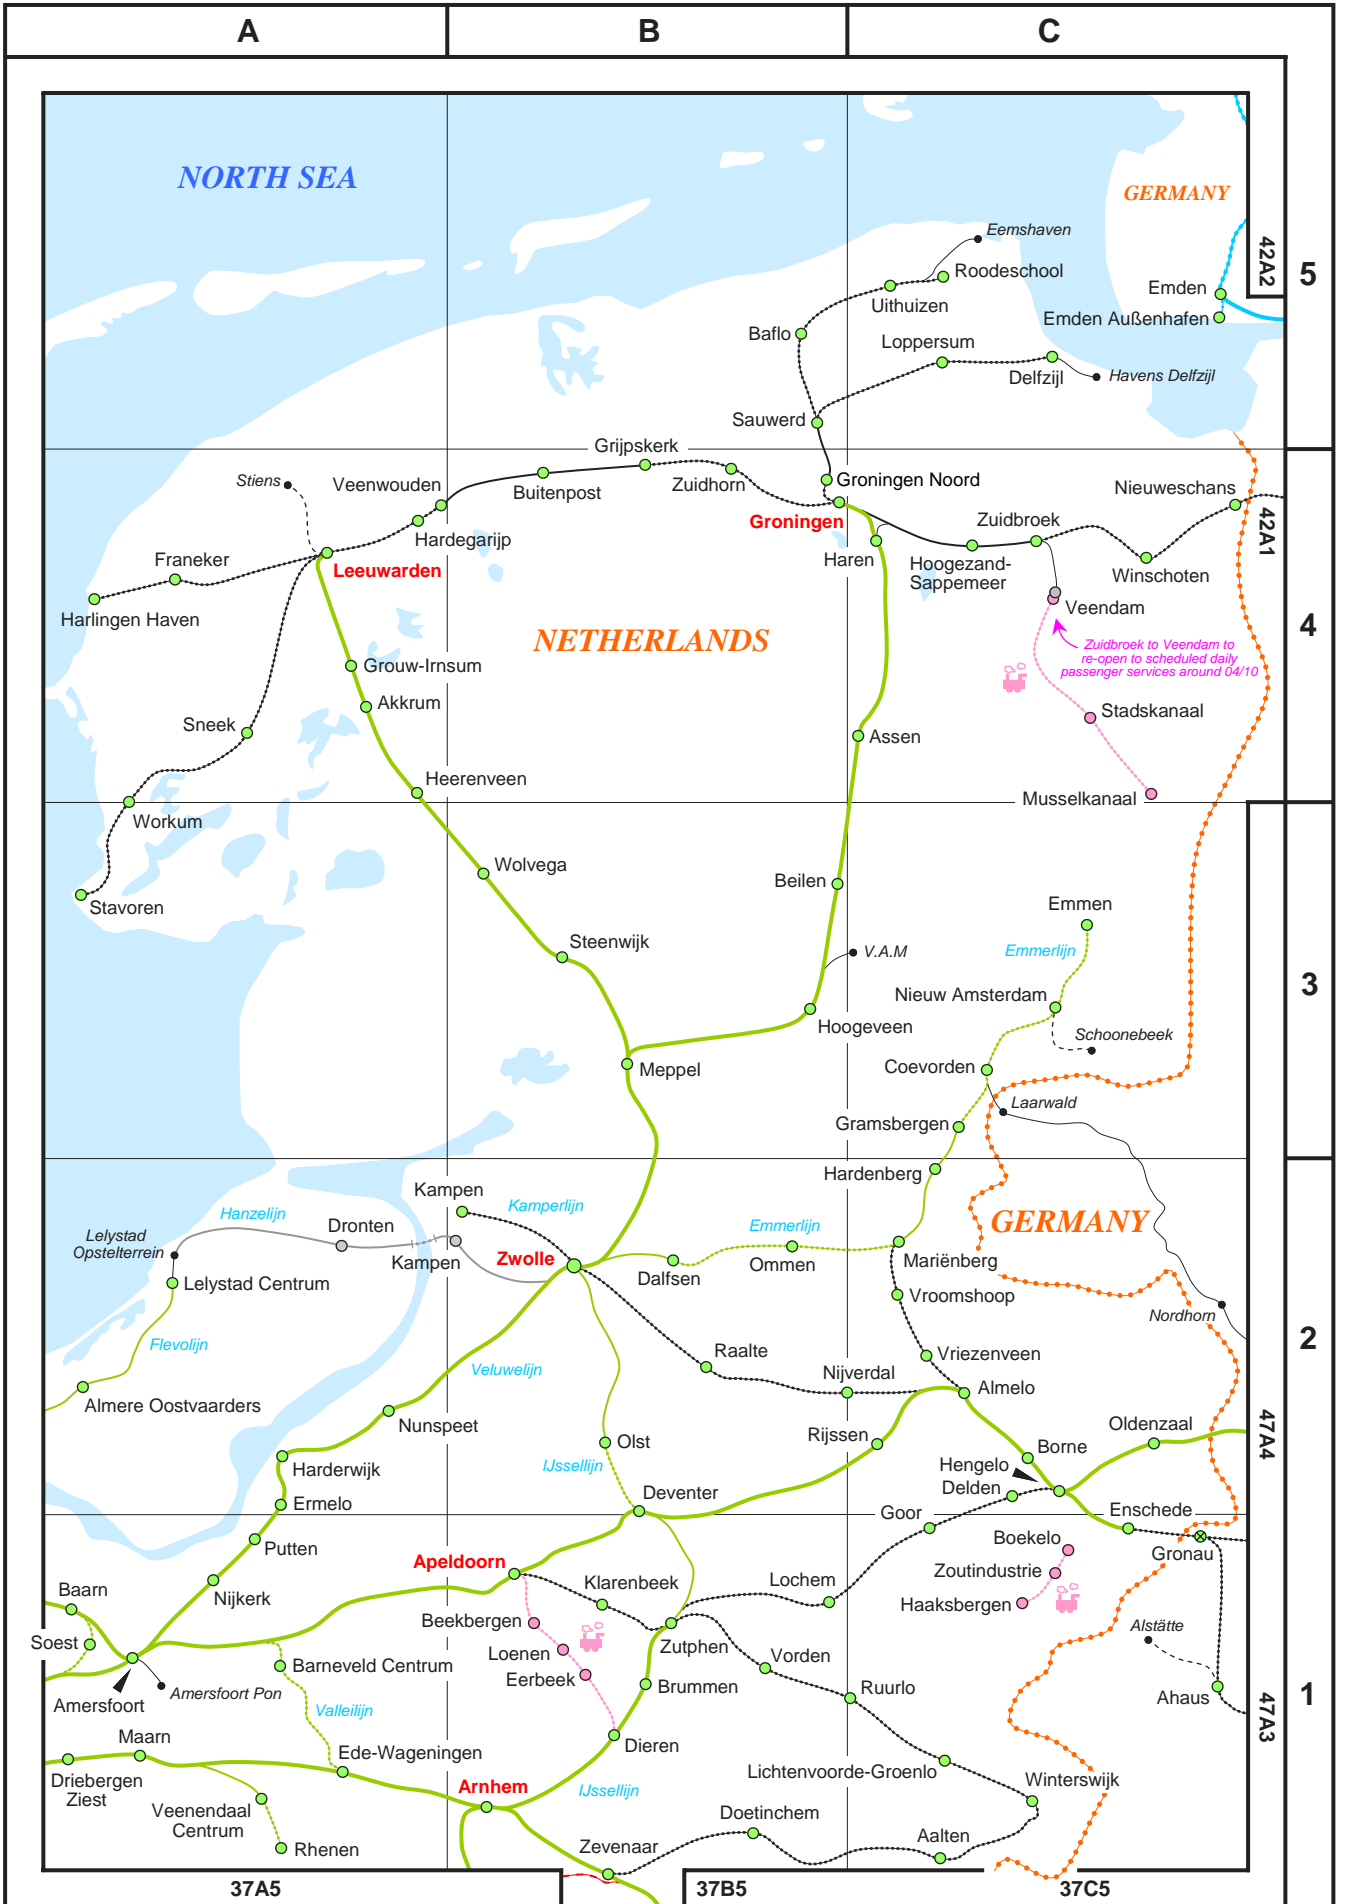 A
B
C
NORTH SEA
GERMANY
42A2
5
Eemshaven
Roodeschool
Uithuizen
Emden
Emden Außenhafen
Baflo
Loppersum
Delfzijl
Havens Delfzijl
Sauwerd
Grijpskerk
Stiens
Veenwouden
Buitenpost
Zuidhorn
Groningen Noord
Nieuweschans
Groningen
Zuidbroek
42A1
Hardegarijp
Haren
Hoogezand-
Sappemeer
Winschoten
Franeker
Leeuwarden
Harlingen Haven
Veendam
4
NETHERLANDS
Zuidbroek to Veendam to
re-open to scheduled daily
passenger services around 04/10
Grouw-Irnsum
Akkrum
Sneek
Stadskanaal
Assen
Heerenveen
Musselkanaal
Workum
Wolvega
Beilen
Stavoren
Emmen
Steenwijk
V.A.M
Emmerlijn
3
Nieuw Amsterdam
Hoogeveen
Schoonebeek
Meppel
Coevorden
Laarwald
Gramsbergen
Hardenberg
Kampen
Kamperlijn
Hanzelijn
Dronten
Emmerlijn
GERMANY
Lelystad
Opstelterrein
Kampen
Zwolle
Dalfsen
Ommen
Mariënberg
Lelystad Centrum
Vroomshoop
Nordhorn
Flevolijn
2
Veluwelijn
Raalte
Vriezenveen
Nijverdal
Almelo
Almere Oostvaarders
Nunspeet
Oldenzaal
47A4
Olst
Rijssen
Borne
Harderwijk
IJssellijn
Hengelo
Delden
Ermelo
Deventer
Goor
Enschede
Putten
Boekelo
Gronau
Apeldoorn
Zoutindustrie
Nijkerk
Klarenbeek
Lochem
Haaksbergen
Baarn
Beekbergen
Alstätte
Soest
Loenen
Zutphen
Vorden
Barneveld Centrum
Eerbeek
Brummen
Ruurlo
Amersfoort
Amersfoort Pon
Ahaus
1
Valleilijn
47A3
Maarn
Dieren
Ede-Wageningen
Lichtenvoorde-Groenlo
Driebergen
Ziest
Arnhem
IJssellijn
Winterswijk
Veenendaal
Centrum
Doetinchem
Rhenen
Zevenaar
Aalten
37A5
37B5
37C5